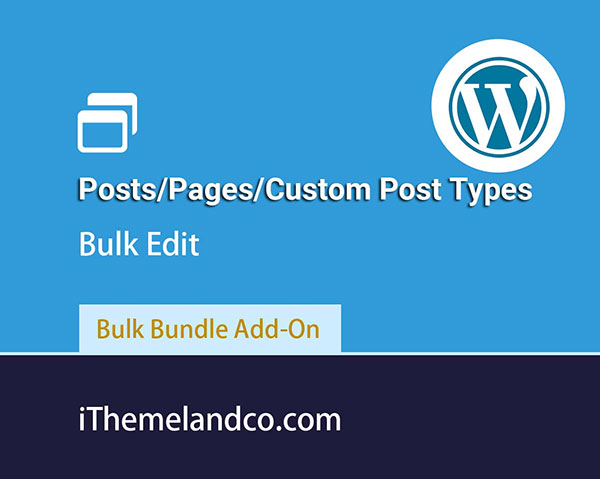 Posts/Pages/Custom Post Types
Bulk Edit
Bulk Bundle Add-On
iThemelandco.com